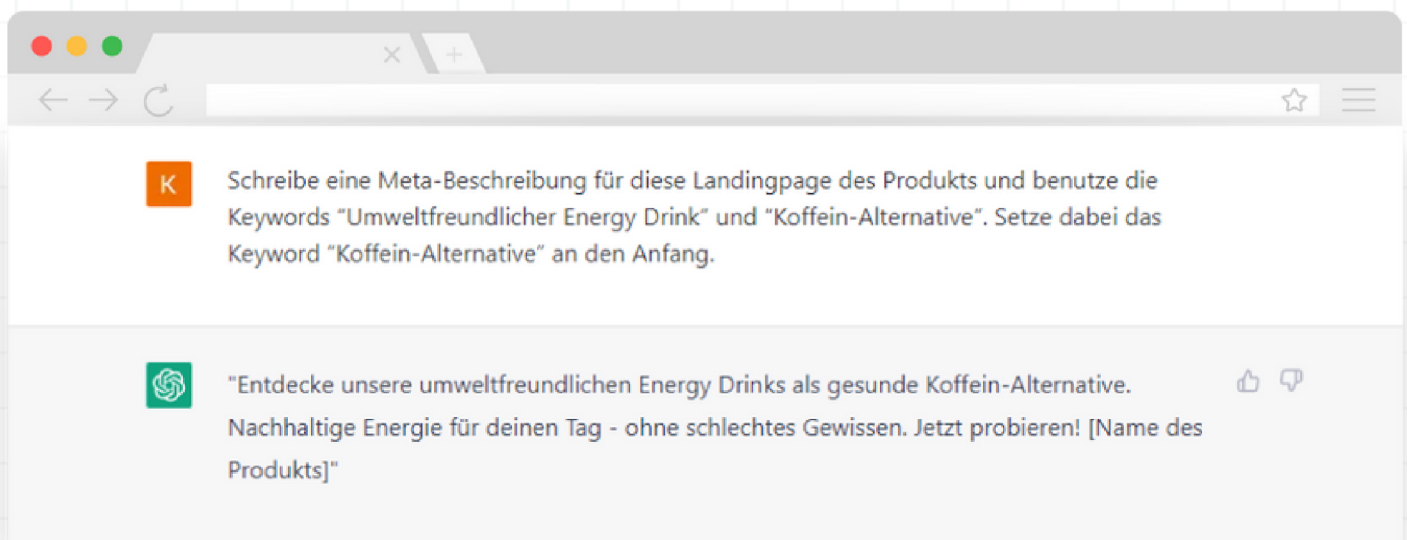 K
Schreibe eine Meta-Beschreibung für diese Landingpage des Produkts und benutze die
Keywords “Umweltfreundlicher Energy Drink” und “Koffein-Alternative”. Setze dabei das
Keyword “Koffein-Alternative” an den Anfang.
"Entdecke unsere umweltfreundlichen Energy Drinks als gesunde Koffein-Alternative.
Nachhaltige Energie für deinen Tag - ohne schlechtes Gewissen. Jetzt probieren! [Name des
Produkts]"